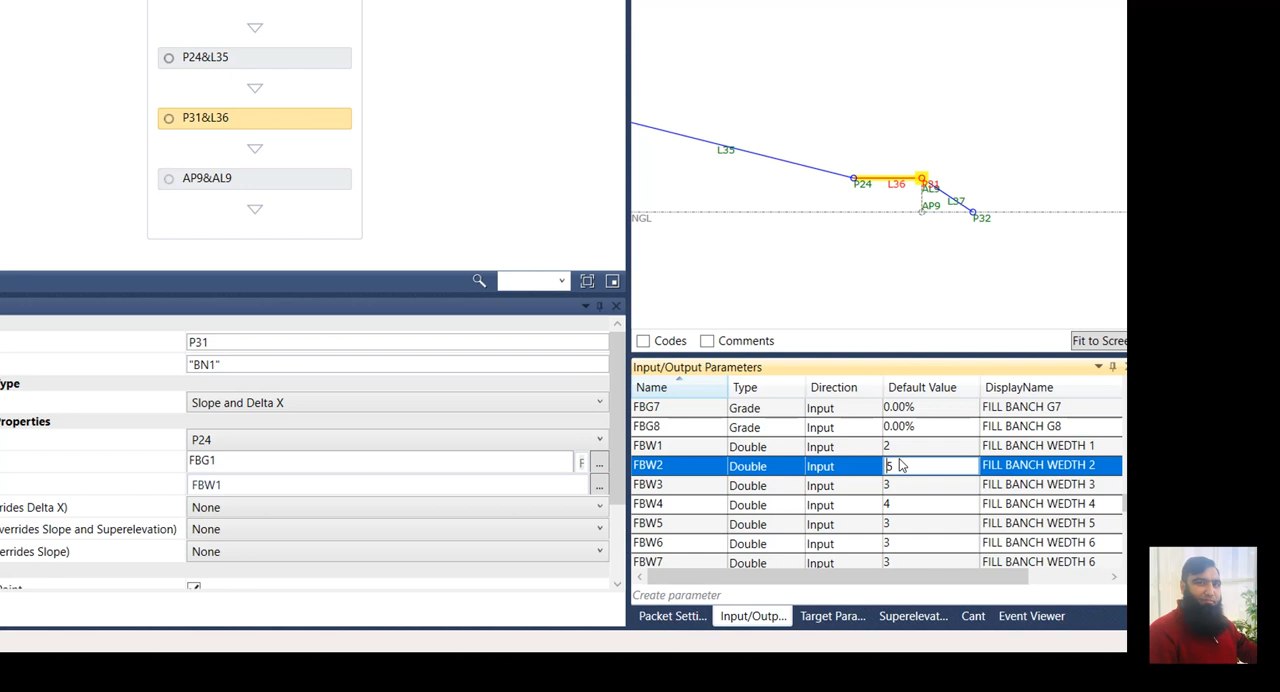 P24&L35
P31&L36
AP9&AL9
L35
P24
L36
P31
AL9
L37
AP9
P32
NGL
P31
"BN1"
ype
Slope and Delta X
roperties
P24
FBG1
F
...
FBW1
...
rides Delta X)
None
verrides Slope and Superelevation)
None
errides Slope)
None
Codes
Comments
Fit to Scree
Input/Output Parameters
Name Type Direction Default Value DisplayName
FBG7 Grade Input 0.00% FILL BANCH G7
FBG8 Grade Input 0.00% FILL BANCH G8
FBW1 Double Input 2 FILL BANCH WEDTH 1
FBW2 Double Input 5 FILL BANCH WEDTH 2
FBW3 Double Input 3 FILL BANCH WEDTH 3
FBW4 Double Input 4 FILL BANCH WEDTH 4
FBW5 Double Input 3 FILL BANCH WEDTH 5
FBW6 Double Input 3 FILL BANCH WEDTH 6
FBW7 Double Input 3 FILL BANCH WEDTH 6
Create parameter
Packet Setti... Input/Outp... Target Para... Superelevat... Cant Event Viewer